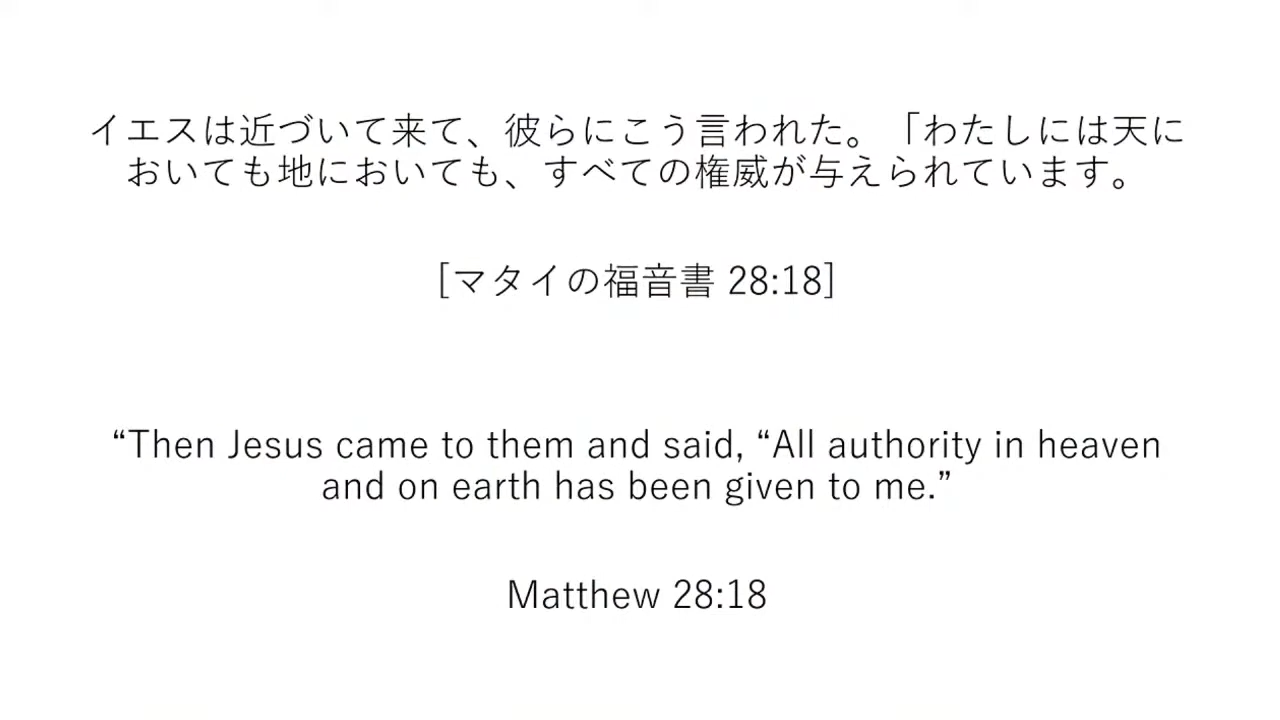 イエスは近づいて来て、彼らにこう言われた。「わたしには天に
おいても地においても、すべての権威が与えられています。
[マタイの福音書 28:18]
“Then Jesus came to them and said, “All authority in heaven
and on earth has been given to me.”
Matthew 28:18